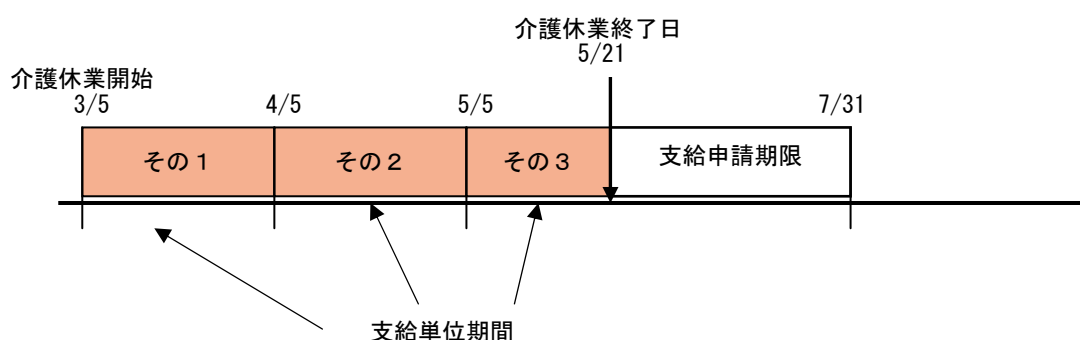 介護休業終了日
5/21
介護休業開始
3/5
4/5
5/5
7/31
その１
その２
その３
支給申請期限
支給単位期間